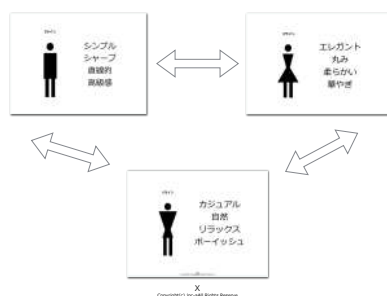 シンプル
シャープ
直線的
高級感
エレガント
丸み
柔らかい
華やぎ
カジュアル
自然
リラックス
ボーイッシュ
X